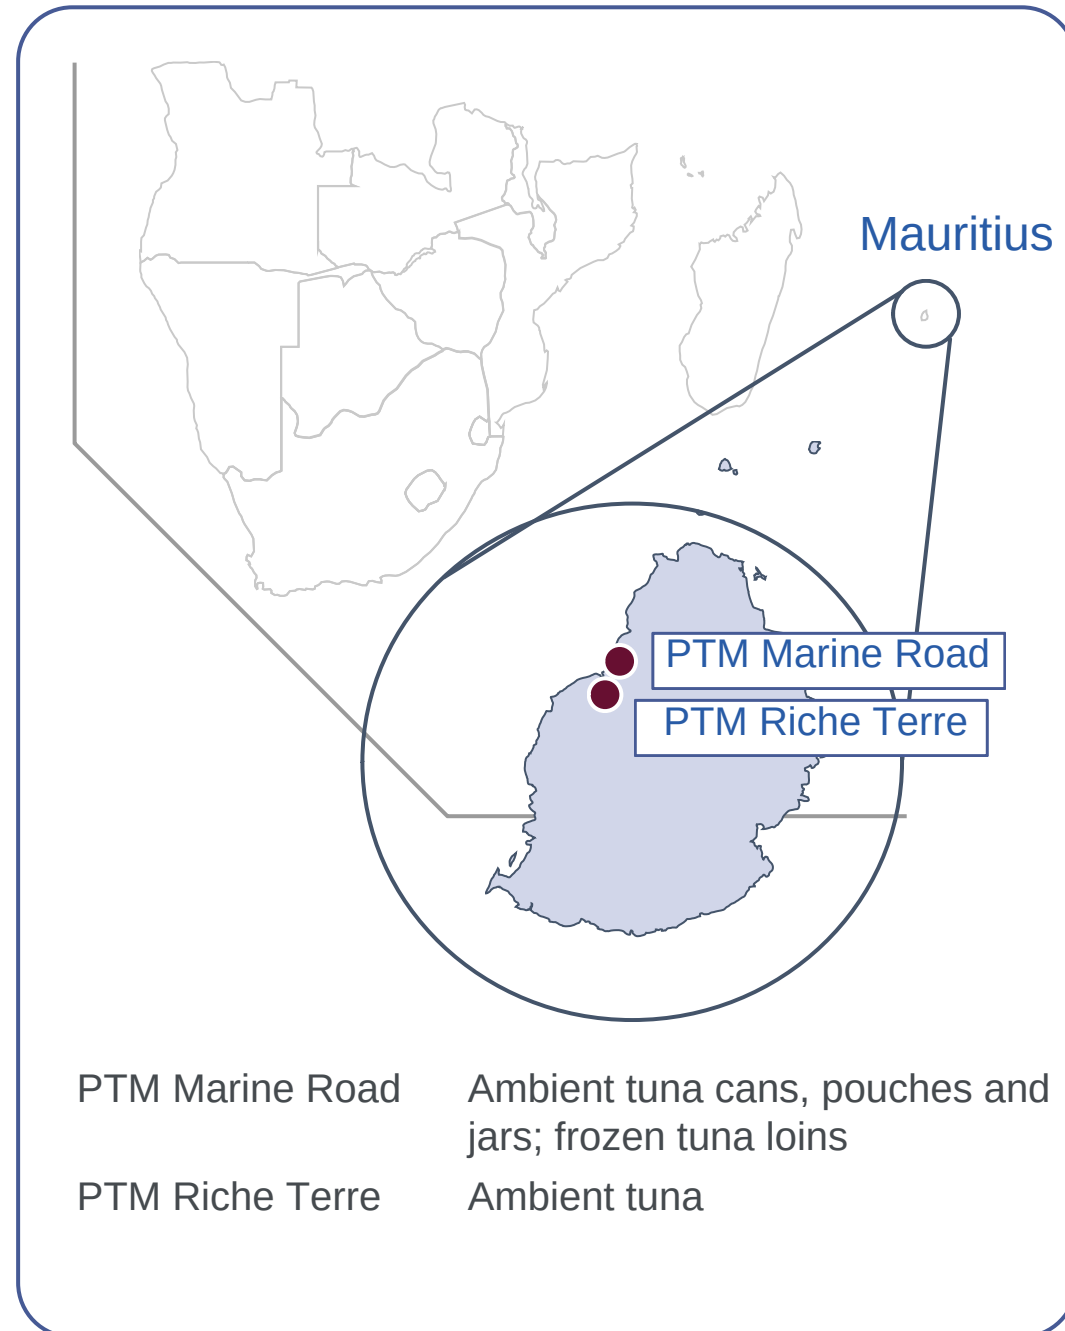 Mauritius
PTM Marine Road
PTM Riche Terre
PTM Marine Road
Ambient tuna cans, pouches and
jars; frozen tuna loins
PTM Riche Terre
Ambient tuna